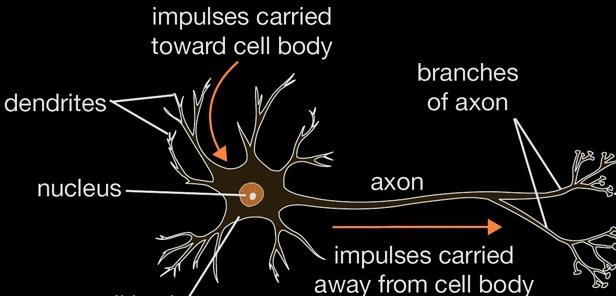 impulses carried
toward cell body
branches
of axon
dendrites
nucleus
axon
impulses carried
away from cell body